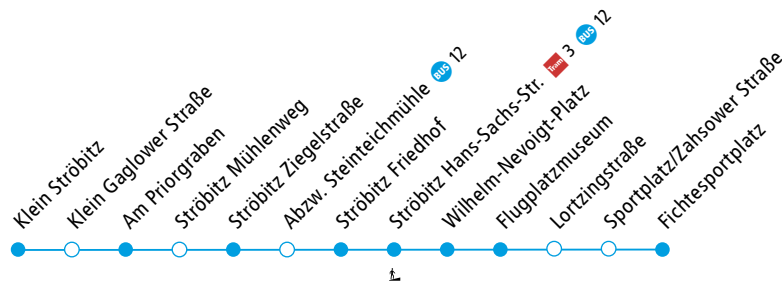 Klein Ströbitz
Klein Gaglower Straße
Am Priorgraben
Ströbitz Mühlenweg
Ströbitz Ziegelstraße
Abzw. Steinteichmühle BUS 12
Ströbitz Friedhof
Ströbitz Hans-Sachs-Str. Tram 3 BUS 12
Wilhelm-Nevoigt-Platz
Flugplatzmuseum
Lortzingstraße
Sportplatz/Zahsower Straße
Fichtesportplatz